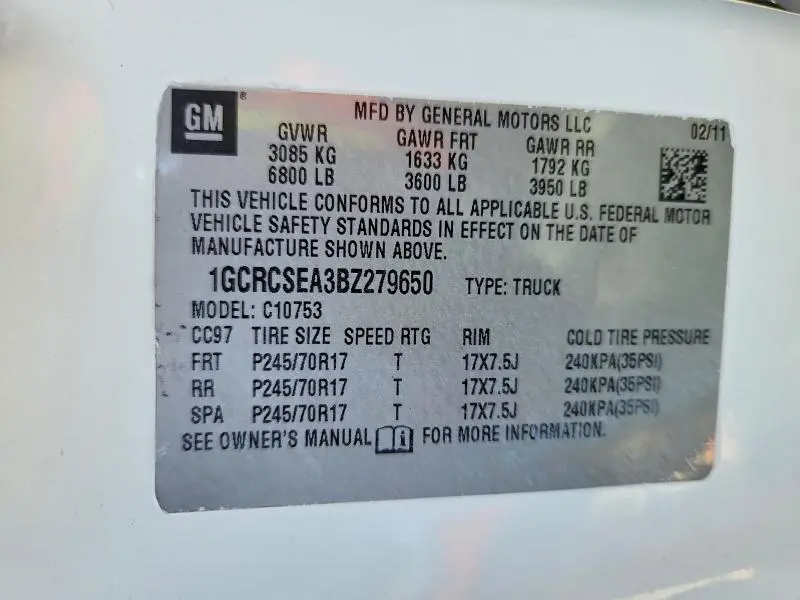 GM ®
MFD BY GENERAL MOTORS LLC 02/11
GVWR GAWR FRT GAWR RR
3085 KG 1633 KG 1792 KG
6800 LB 3600 LB 3950 LB
THIS VEHICLE CONFORMS TO ALL APPLICABLE U.S. FEDERAL MOTOR
VEHICLE SAFETY STANDARDS IN EFFECT ON THE DATE OF
MANUFACTURE SHOWN ABOVE.
1GCRCSEA3BZ279650 TYPE: TRUCK
MODEL: C10753
CC97 TIRE SIZE SPEED RTG RIM COLD TIRE PRESSURE
FRT P245/70R17 T 17X7.5J 240KPA(35PSI)
RR P245/70R17 T 17X7.5J 240KPA(35PSI)
SPA P245/70R17 T 17X7.5J 240KPA(35PSI)
SEE OWNER'S MANUAL FOR MORE INFORMATION.